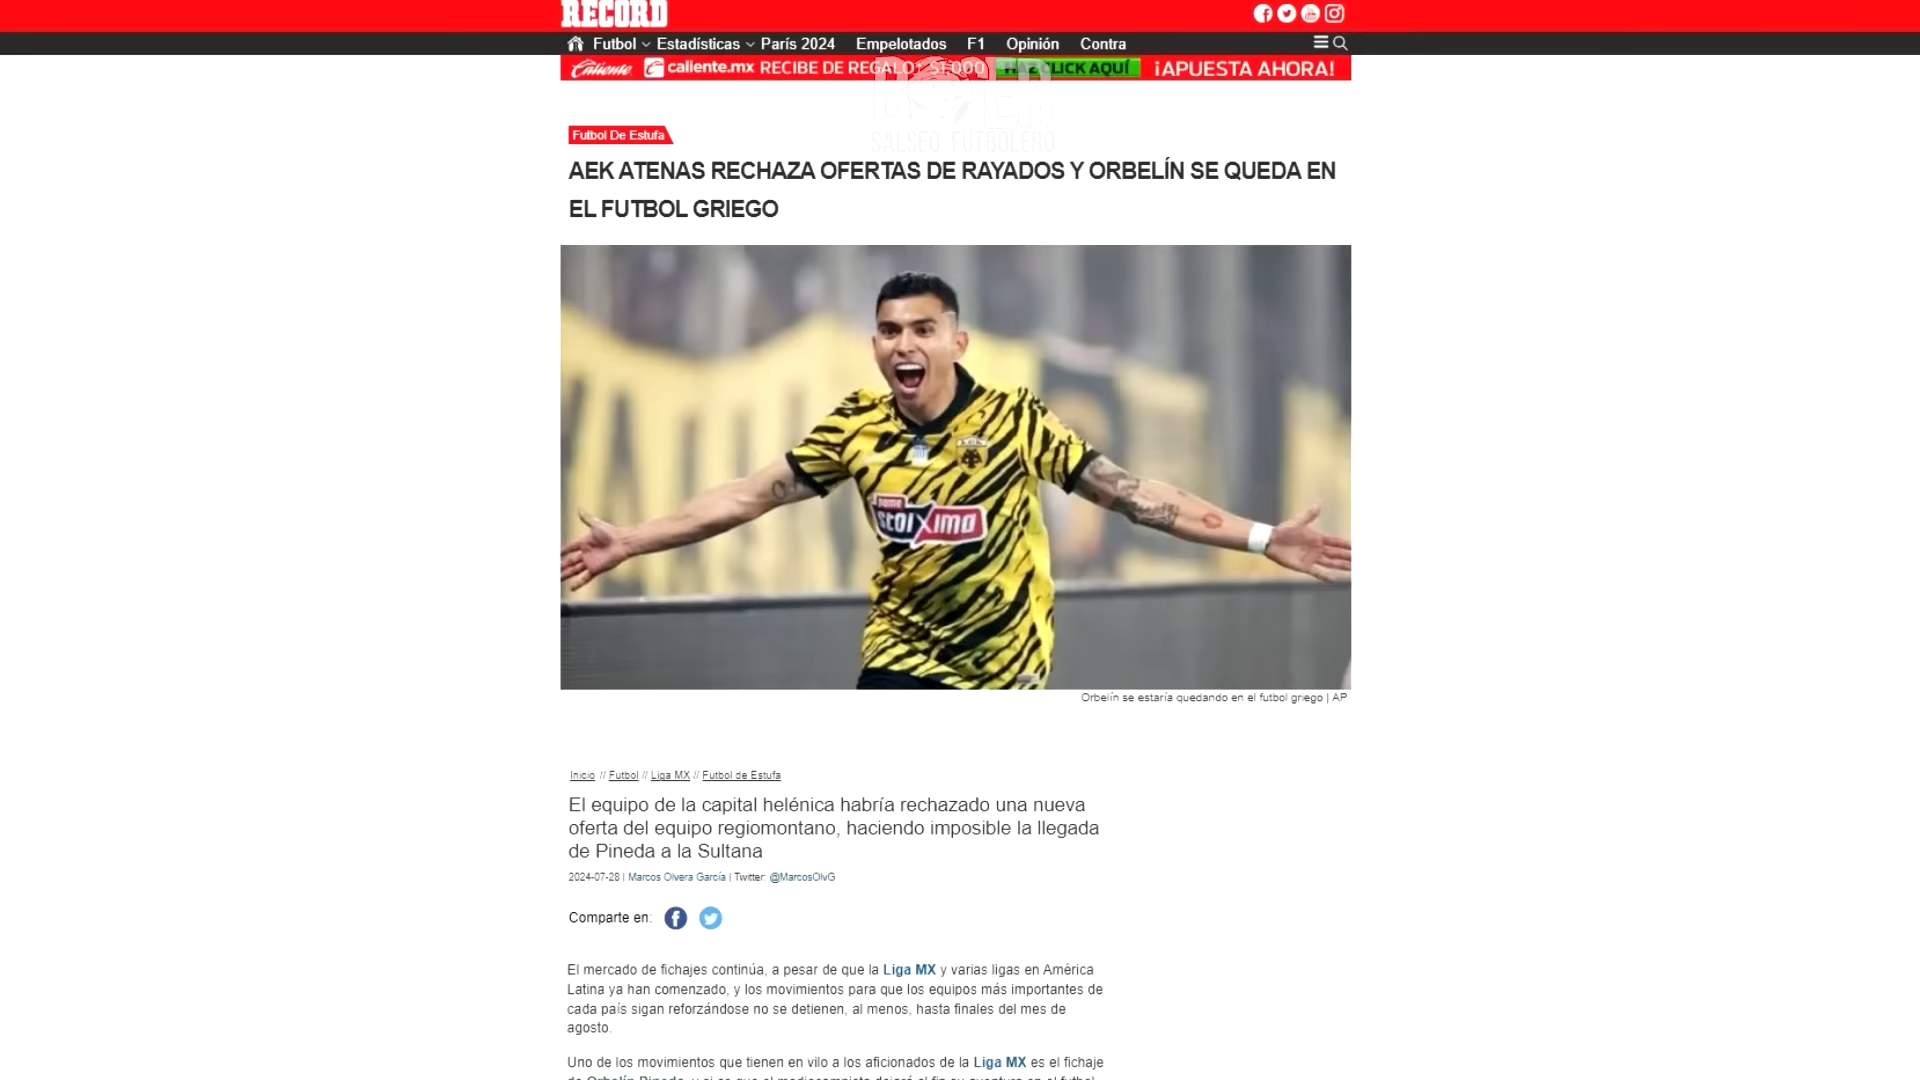 RECORD
Futbol Estadísticas París 2024 Empelotados F1 Opinión Contra
Caliente caliente.mx RECIBE DE REGALO† $1,000 HAZ CLICK AQUÍ ¡APUESTA AHORA!
SALSEO FUTBOLERO
Futbol De Estufa
AEK ATENAS RECHAZA OFERTAS DE RAYADOS Y ORBELÍN SE QUEDA EN
EL FUTBOL GRIEGO
AEK
stoiXima
Orbelín se estaría quedando en el futbol griego | AP
Inicio // Futbol // Liga MX // Futbol de Estufa
El equipo de la capital helénica habría rechazado una nueva
oferta del equipo regiomontano, haciendo imposible la llegada
de Pineda a la Sultana
2024-07-28 | Marcos Olvera García | Twitter: @MarcosOlvG
Comparte en:
El mercado de fichajes continúa, a pesar de que la Liga MX y varias ligas en América
Latina ya han comenzado, y los movimientos para que los equipos más importantes de
cada país sigan reforzándose no se detienen, al menos, hasta finales del mes de
agosto.
Uno de los movimientos que tienen en vilo a los aficionados de la Liga MX es el fichaje
de Orbelín Pineda, y si es que el mediocampista dejará al fin su aventura en el futbol